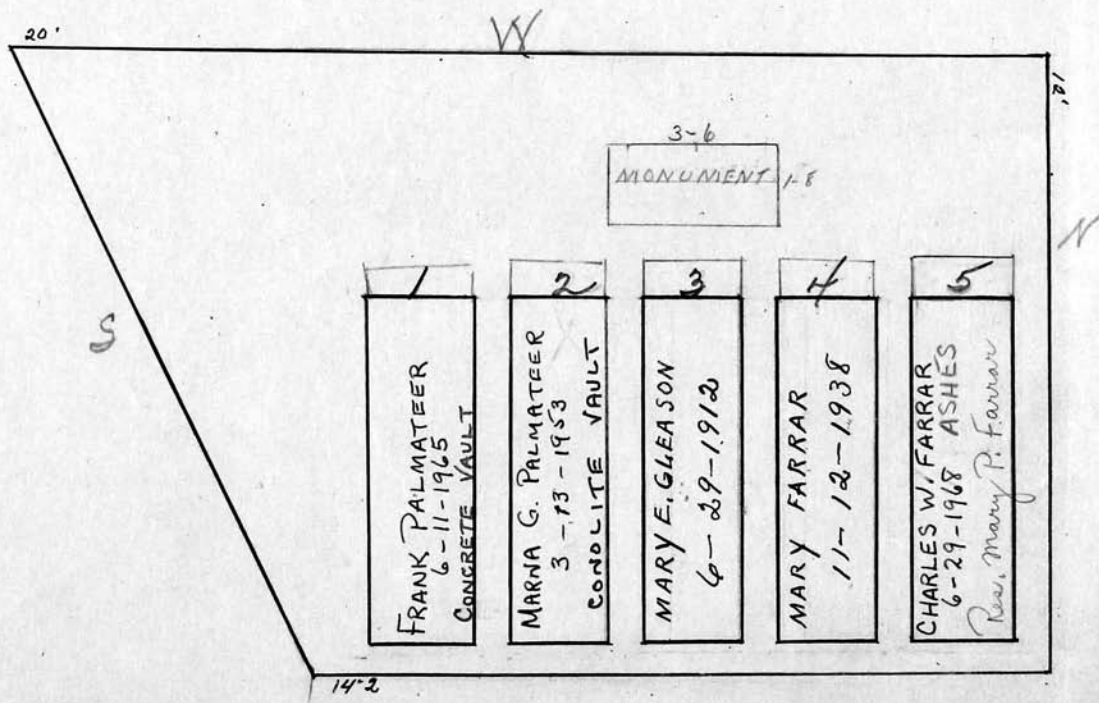 20'
W
12'
3-6
MONUMENT 1-8
N
S
1
FRANK PALMATEER
6-11-1965
CONCRETE VAULT
2
MARNA G. PALMATEER
3-13-1953
CONOLITE VAULT
3
MARY E. GLEASON
6-29-1912
4
MARY FARRAR
11-12-1938
5
CHARLES W. FARRAR
6-29-1968 ASHES
Res. Mary P. Farrar
14-2